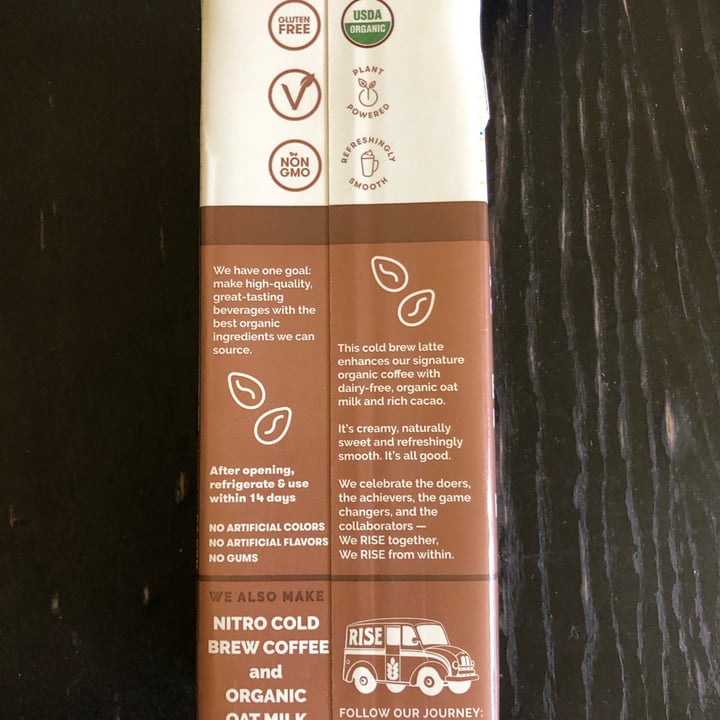 GLUTEN
FREE
USDA
ORGANIC
V
PLANT
POWERED
the
NON
GMO
REFRESHINGLY
SMOOTH
We have one goal:
make high-quality,
great-tasting
beverages with the
best organic
ingredients we can
source.
After opening,
refrigerate & use
within 14 days
NO ARTIFICIAL COLORS
NO ARTIFICIAL FLAVORS
NO GUMS
This cold brew latte
enhances our signature
organic coffee with
dairy-free, organic oat
milk and rich cacao.
It's creamy, naturally
sweet and refreshingly
smooth. It's all good.
We celebrate the doers,
the achievers, the game
changers, and the
collaborators —
We RISE together,
We RISE from within.
WE ALSO MAKE
NITRO COLD
BREW COFFEE
and
ORGANIC
OAT MILK
RISE
FOLLOW OUR JOURNEY: